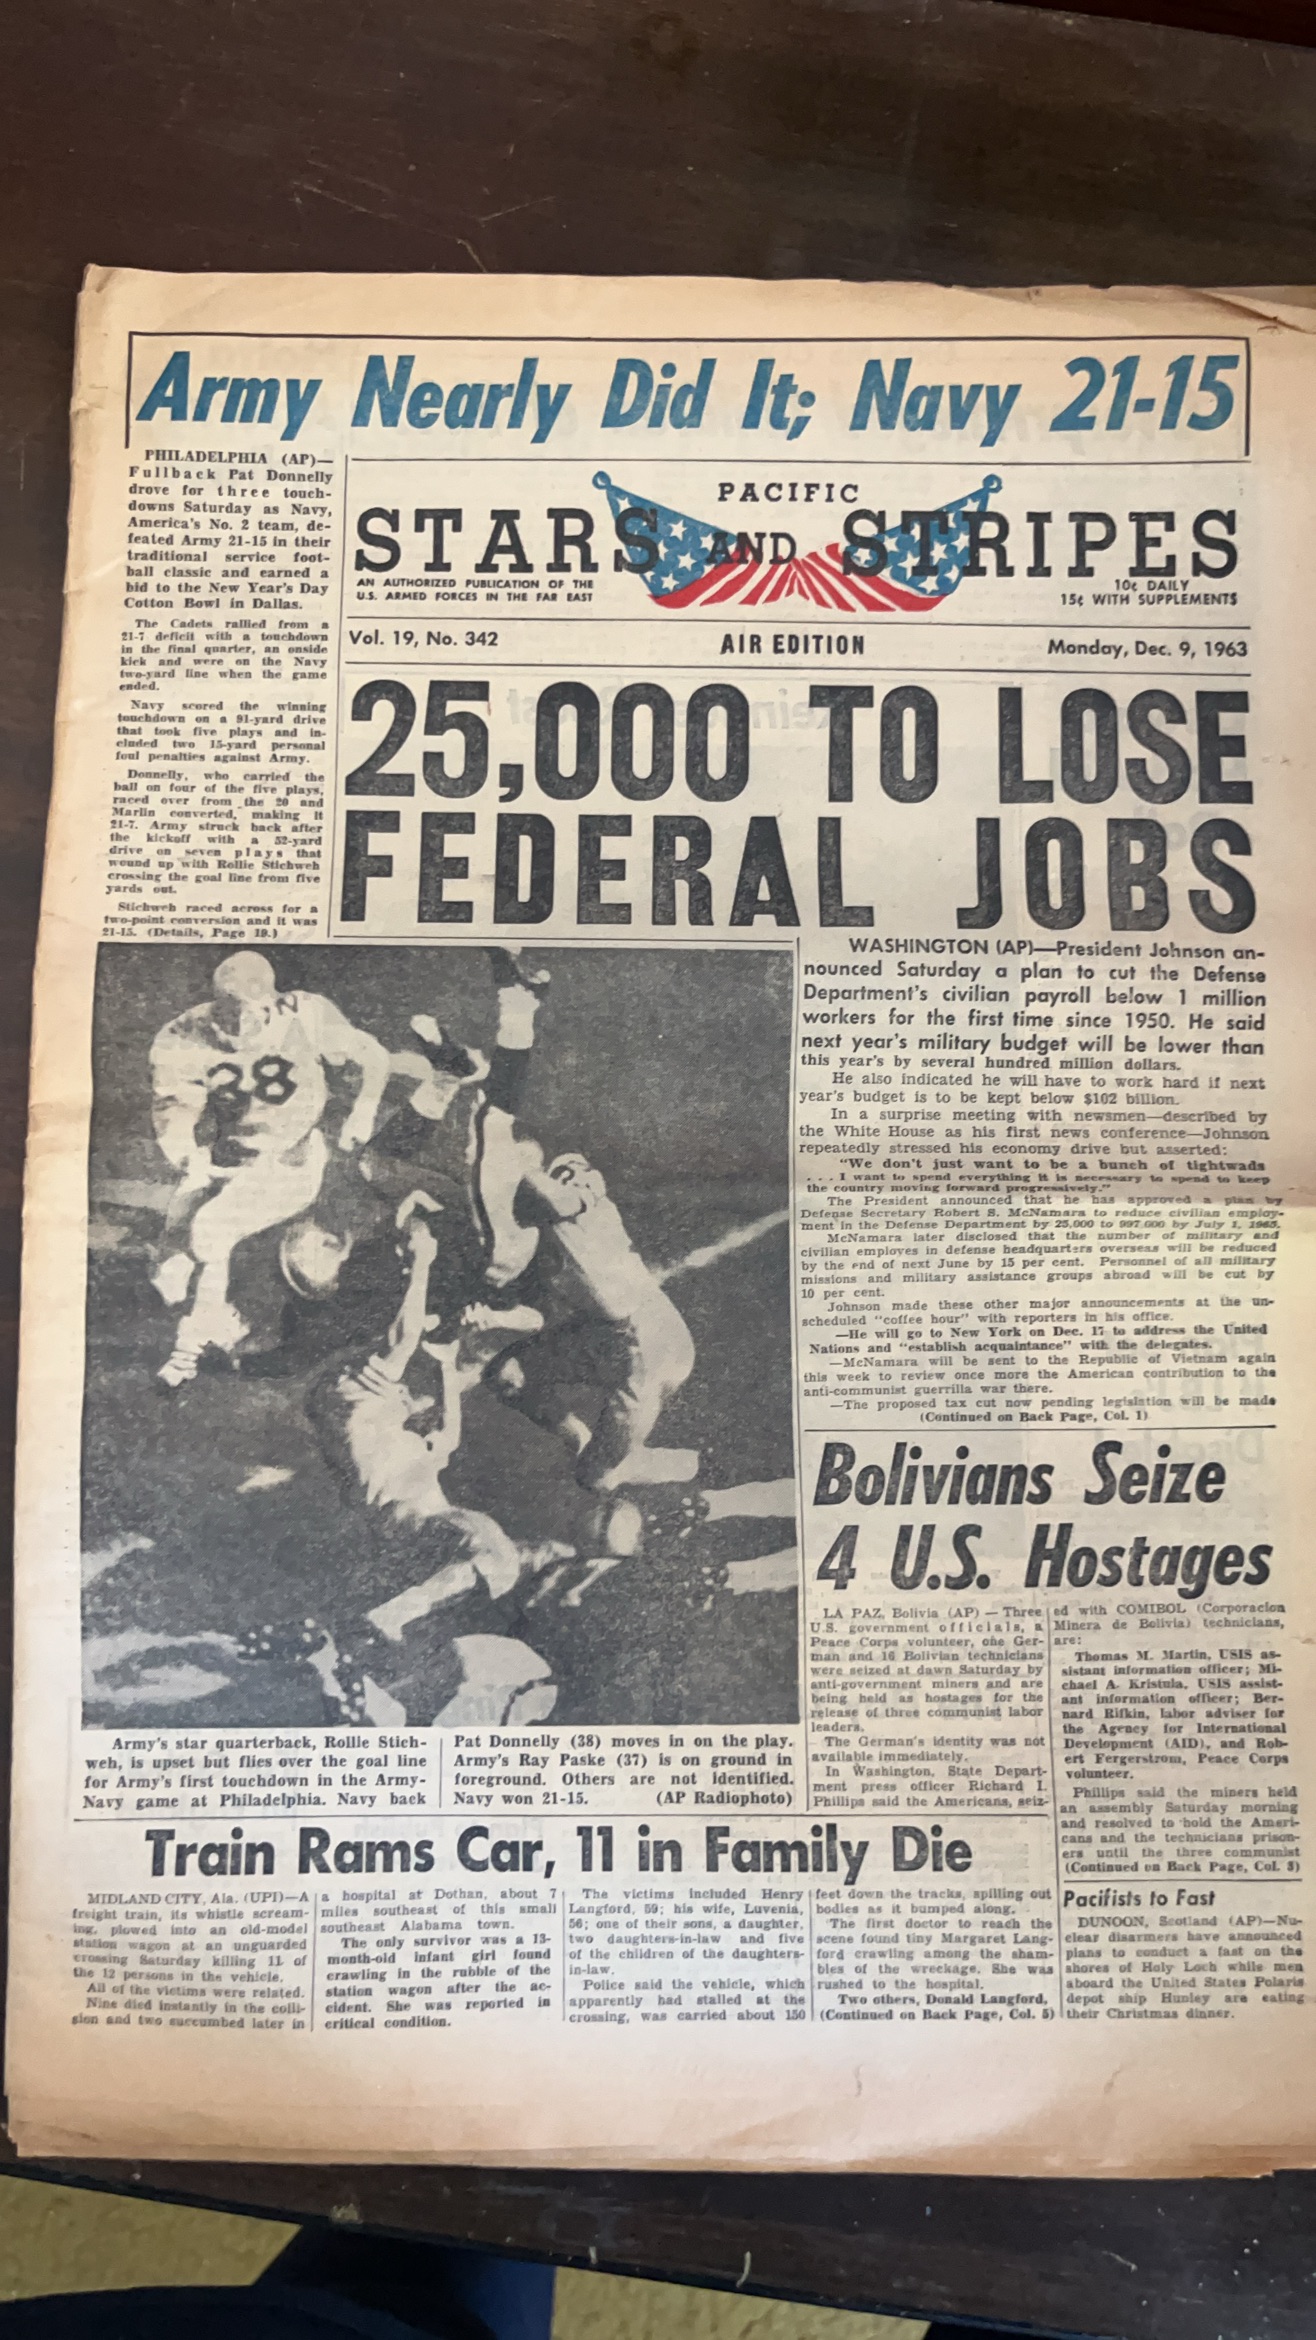 Army Nearly Did It; Navy 21-15
PHILADELPHIA (AP)—
Fullback Pat Donnelly
drove for three touch-
downs Saturday as Navy,
America's No. 2 team, de-
feated Army 21-15 in their
traditional service foot-
ball classic and earned a
bid to the New Year's Day
Cotton Bowl in Dallas.
The Cadets rallied from a
21-7 deficit with a touchdown
in the final quarter, an onside
kick and were on the Navy
two-yard line when the game
ended.
Navy scored the winning
touchdown on a 91-yard drive
that took five plays and in-
cluded two 15-yard personal
foul penalties against Army.
Donnelly, who carried the
ball on four of the five plays,
raced over from the 20 and
Marlin converted, making it
21-7. Army struck back after
the kickoff with a 52-yard
drive on seven plays that
wound up with Rollie Stichweh
crossing the goal line from five
yards out.
Stichweh raced across for a
two-point conversion and it was
21-15. (Details, Page 19.)
PACIFIC
STARS AND STRIPES
AN AUTHORIZED PUBLICATION OF THE
U.S. ARMED FORCES IN THE FAR EAST
10¢ DAILY
15¢ WITH SUPPLEMENTS
Vol. 19, No. 342
AIR EDITION
Monday, Dec. 9, 1963
25,000 TO LOSE
FEDERAL JOBS
WASHINGTON (AP)—President Johnson an-
nounced Saturday a plan to cut the Defense
Department's civilian payroll below 1 million
workers for the first time since 1950. He said
next year's military budget will be lower than
this year's by several hundred million dollars.
He also indicated he will have to work hard if next
year's budget is to be kept below $102 billion.
In a surprise meeting with newsmen—described by
the White House as his first news conference—Johnson
repeatedly stressed his economy drive but asserted:
"We don't just want to be a bunch of tightwads
. . . I want to spend everything it is necessary to spend to keep
the country moving forward progressively."
The President announced that he has approved a plan by
Defense Secretary Robert S. McNamara to reduce civilian employ-
ment in the Defense Department by 25,000 to 997,000 by July 1, 1965.
McNamara later disclosed that the number of military and
civilian employes in defense headquarters overseas will be reduced
by the end of next June by 15 per cent. Personnel of all military
missions and military assistance groups abroad will be cut by
10 per cent.
Johnson made these other major announcements at the un-
scheduled "coffee hour" with reporters in his office.
—He will go to New York on Dec. 17 to address the United
Nations and "establish acquaintance" with the delegates.
—McNamara will be sent to the Republic of Vietnam again
this week to review once more the American contribution to the
anti-communist guerrilla war there.
—The proposed tax cut now pending legislation will be made
(Continued on Back Page, Col. 1)
38
Army's star quarterback, Rollie Stich-
weh, is upset but flies over the goal line
for Army's first touchdown in the Army-
Navy game at Philadelphia. Navy back
Pat Donnelly (38) moves in on the play.
Army's Ray Paske (37) is on ground in
foreground. Others are not identified.
Navy won 21-15. (AP Radiophoto)
Bolivians Seize
4 U.S. Hostages
LA PAZ, Bolivia (AP) — Three
U.S. government officials, a
Peace Corps volunteer, one Ger-
man and 16 Bolivian technicians
were seized at dawn Saturday by
anti-government miners and are
being held as hostages for the
release of three communist labor
leaders.
The German's identity was not
available immediately.
In Washington, State Depart-
ment press officer Richard I.
Phillips said the Americans, seiz-
ed with COMIBOL (Corporacion
Minera de Bolivia) technicians,
are:
Thomas M. Martin, USIS as-
sistant information officer; Mi-
chael A. Kristula, USIS assist-
ant information officer; Ber-
nard Rifkin, labor adviser for
the Agency for International
Development (AID), and Rob-
ert Fergerstrom, Peace Corps
volunteer.
Phillips said the miners held
an assembly Saturday morning
and resolved to hold the Ameri-
cans and the technicians prison-
ers until the three communist
(Continued on Back Page, Col. 3)
Train Rams Car, 11 in Family Die
MIDLAND CITY, Ala. (UPI)—A
freight train, its whistle scream-
ing, plowed into an old-model
station wagon at an unguarded
crossing Saturday killing 11 of
the 12 persons in the vehicle.
All of the victims were related.
Nine died instantly in the colli-
sion and two succumbed later in
a hospital at Dothan, about 7
miles southeast of this small
southeast Alabama town.
The only survivor was a 13-
month-old infant girl found
crawling in the rubble of the
station wagon after the ac-
cident. She was reported in
critical condition.
The victims included Henry
Langford, 59; his wife, Luvenia,
56; one of their sons, a daughter,
two daughters-in-law and five
of the children of the daughters-
in-law.
Police said the vehicle, which
apparently had stalled at the
crossing, was carried about 150
feet down the tracks, spilling out
bodies as it bumped along.
The first doctor to reach the
scene found tiny Margaret Lang-
ford crawling among the sham-
bles of the wreckage. She was
rushed to the hospital.
Two others, Donald Langford,
(Continued on Back Page, Col. 5)
Pacifists to Fast
DUNOON, Scotland (AP)—Nu-
clear disarmers have announced
plans to conduct a fast on the
shores of Holy Loch while men
aboard the United States Polaris
depot ship Hunley are eating
their Christmas dinner.